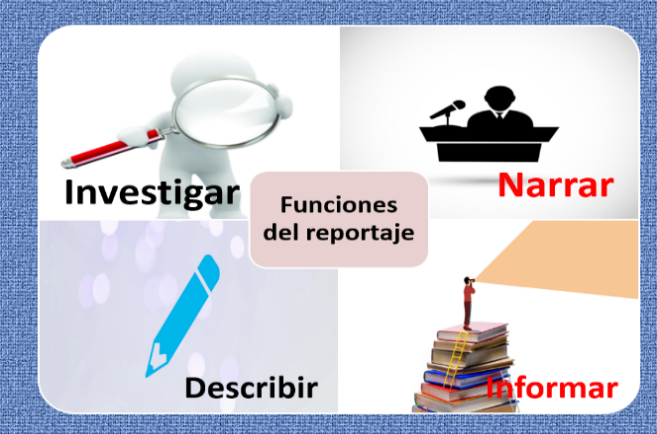 Investigar
Narrar
Funciones
del reportaje
Describir
Informar